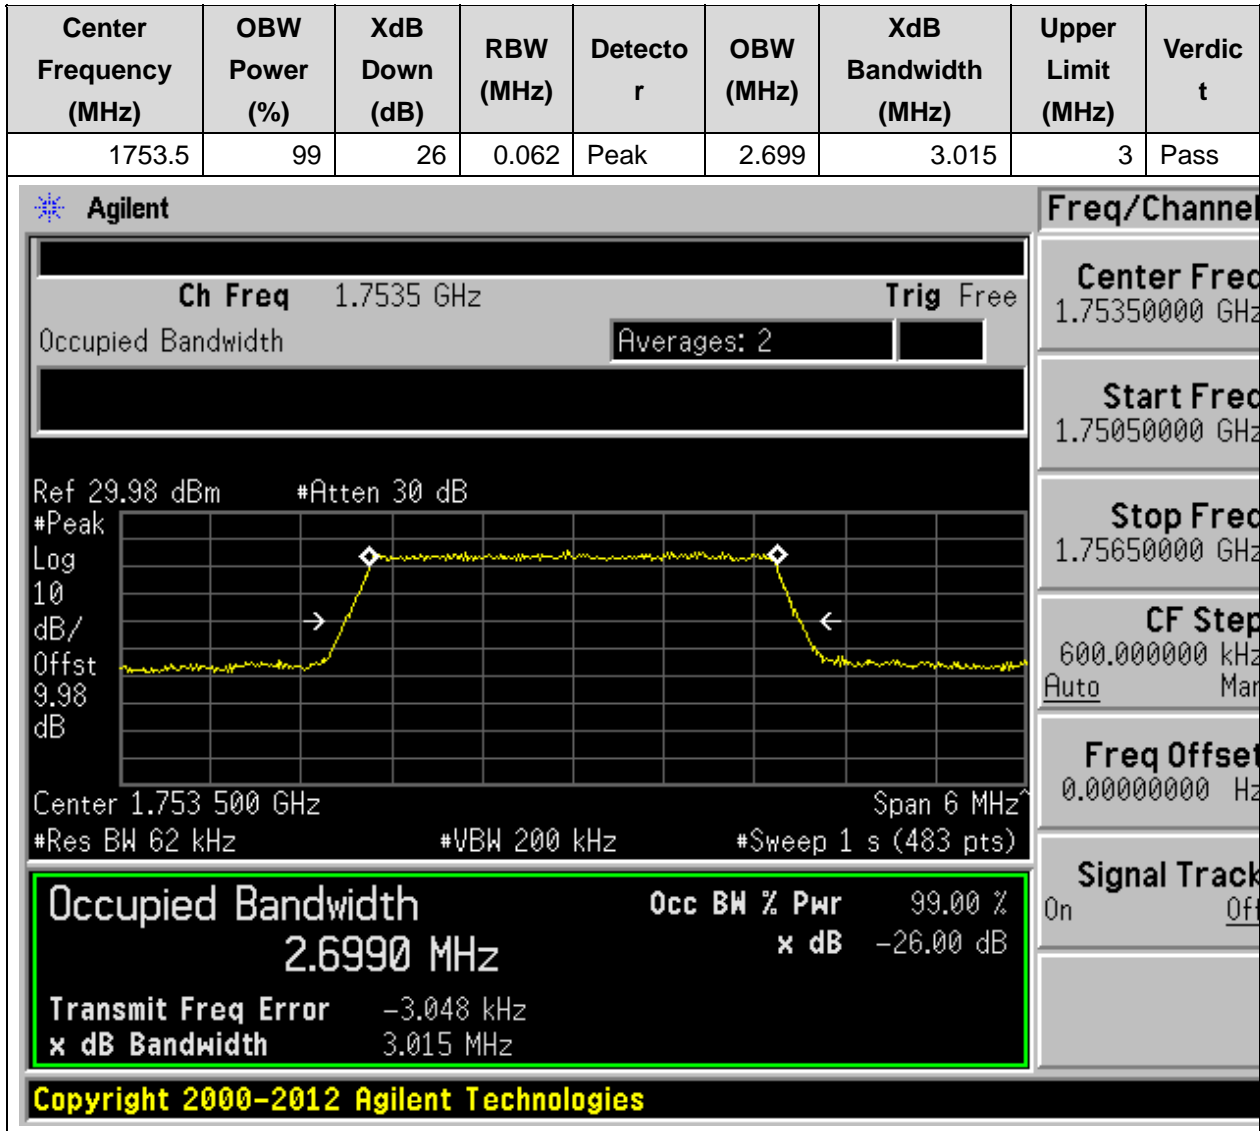 Center Frequency (MHz) OBW Power (%) XdB Down (dB) RBW (MHz) Detector OBW (MHz) XdB Bandwidth (MHz) Upper Limit (MHz) Verdict
1753.5 99 26 0.062 Peak 2.699 3.015 3 Pass
Agilent
Freq/Channel
Ch Freq 1.7535 GHz Trig Free
Occupied Bandwidth Averages: 2
Center Freq
1.75350000 GHz
Start Freq
1.75050000 GHz
Stop Freq
1.75650000 GHz
CF Step
600.000000 kHz
Auto Man
Freq Offset
0.00000000 Hz
Signal Track
On Off
Ref 29.98 dBm #Atten 30 dB
#Peak
Log
10
dB/
Offst
9.98
dB
Center 1.753 500 GHz Span 6 MHz^
#Res BW 62 kHz #VBW 200 kHz #Sweep 1 s (483 pts)
Occupied Bandwidth
2.6990 MHz
Occ BW % Pwr 99.00 %
x dB -26.00 dB
Transmit Freq Error -3.048 kHz
x dB Bandwidth 3.015 MHz
Copyright 2000-2012 Agilent Technologies